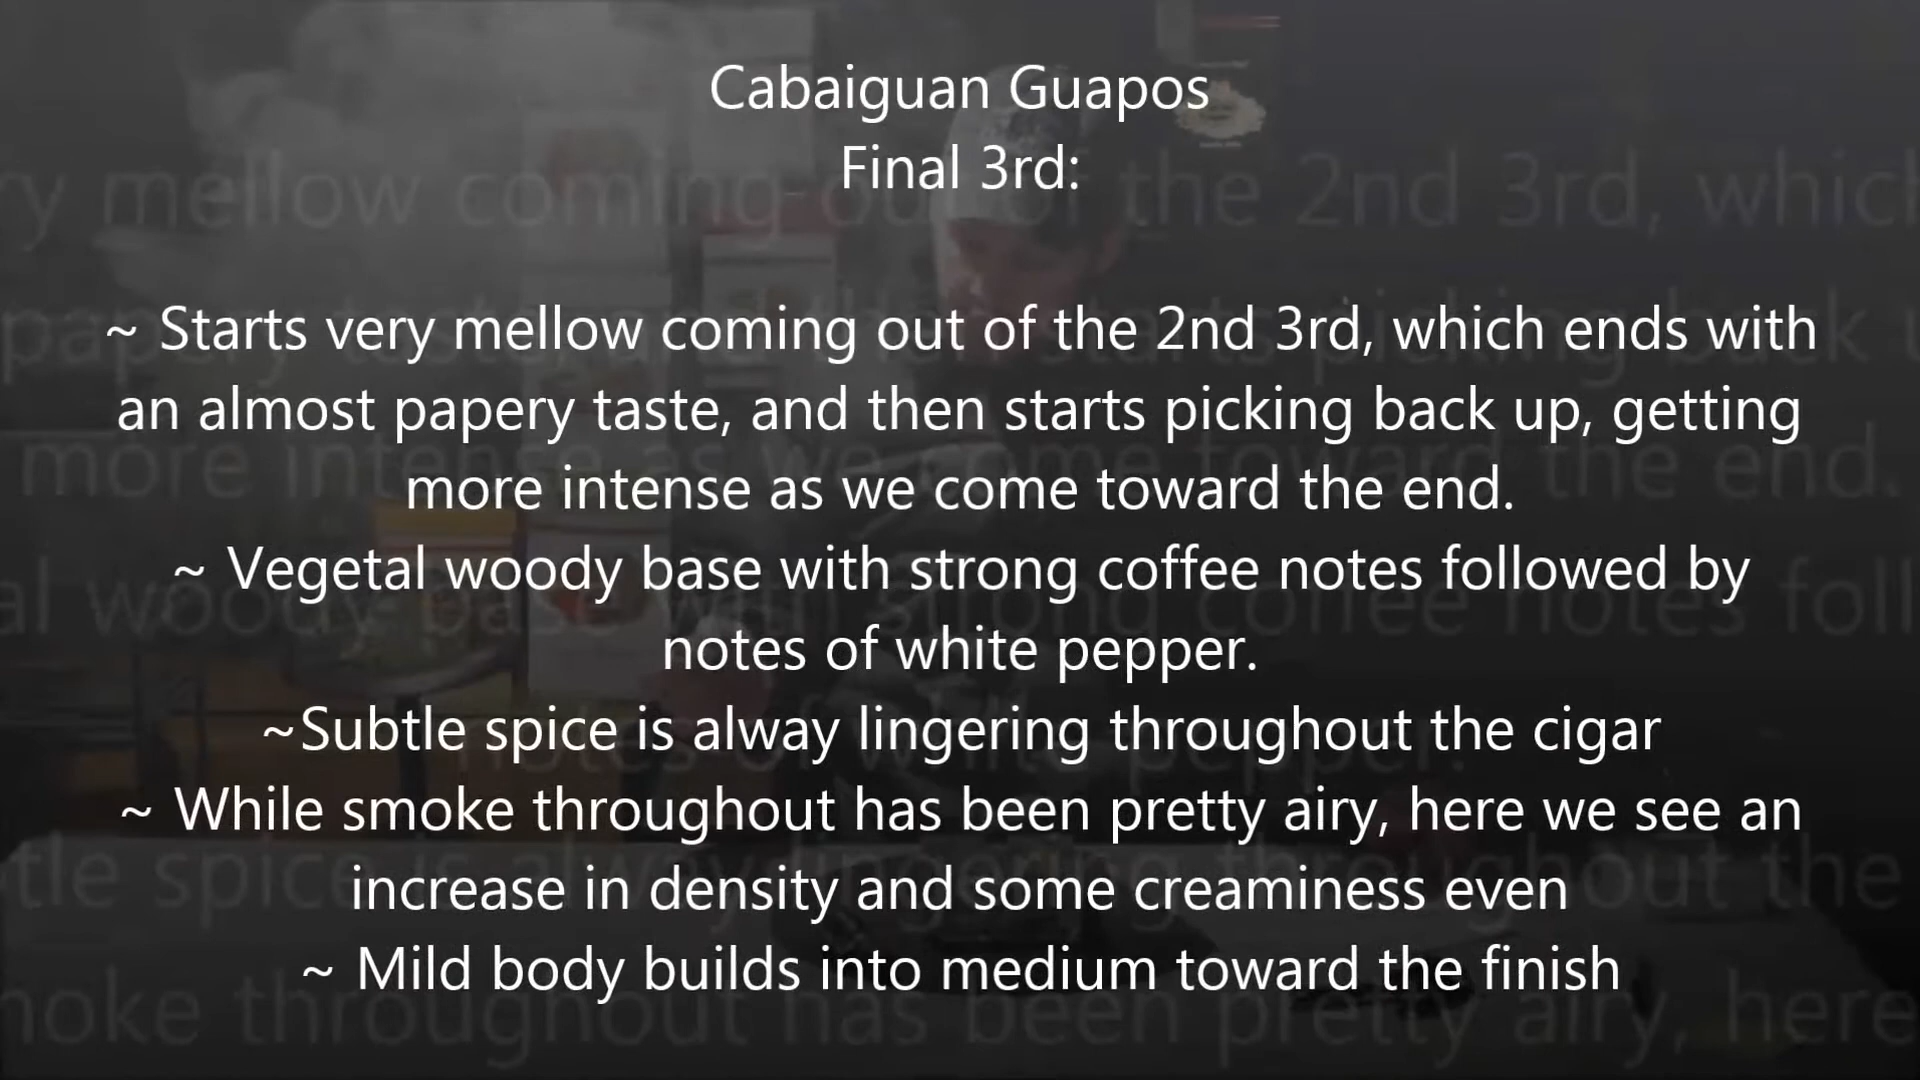 Cabaiguan Guapos
Final 3rd:
~ Starts very mellow coming out of the 2nd 3rd, which ends with
an almost papery taste, and then starts picking back up, getting
more intense as we come toward the end.
~ Vegetal woody base with strong coffee notes followed by
notes of white pepper.
~Subtle spice is alway lingering throughout the cigar
~ While smoke throughout has been pretty airy, here we see an
increase in density and some creaminess even
~ Mild body builds into medium toward the finish